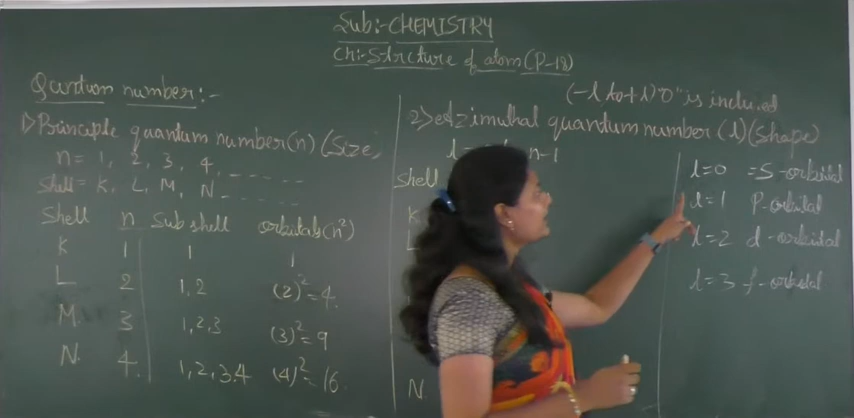 Sub:- CHEMISTRY
Ch:- Structure of atom (P-18)
Quantum number:-
1) Principle quantum number (n) (Size)
n = 1, 2, 3, 4, ------
Shell = K, L, M, N ------
Shell n Sub shell orbitals (n²)
K 1 1 1
L 2 1,2 (2)² = 4.
M. 3 1,2,3 (3)² = 9
N. 4. 1,2,3.4 (4)² = 16.
(-l to + l) "0" is included
2) Azimuthal quantum number (l) (Shape)
l = n-1
Shell
K
L
N.
l=0 = S-orbital
l=1 P-orbital
l=2 d-orbital
l=3 f-orbital